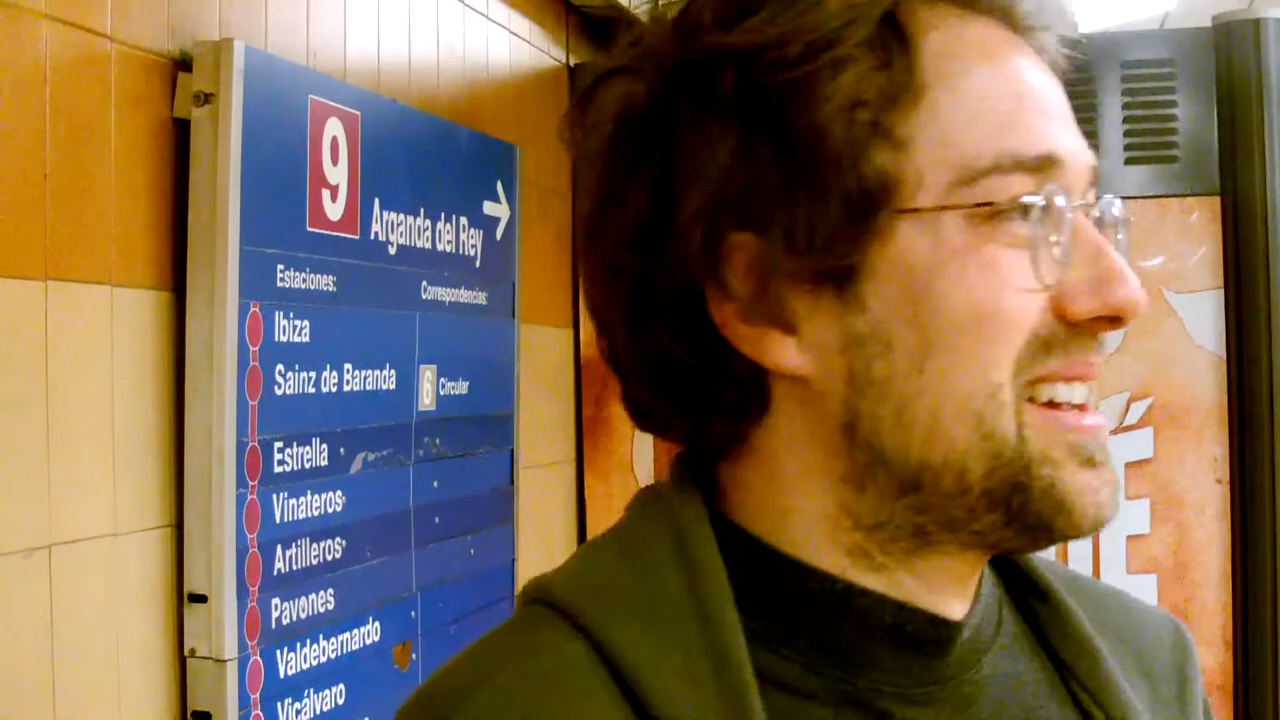 9
Arganda del Rey
Estaciones:
Correspondencias:
Ibiza
Sainz de Baranda
6 Circular
Estrella
Vinateros
Artilleros
Pavones
Valdebernardo
Vicálvaro